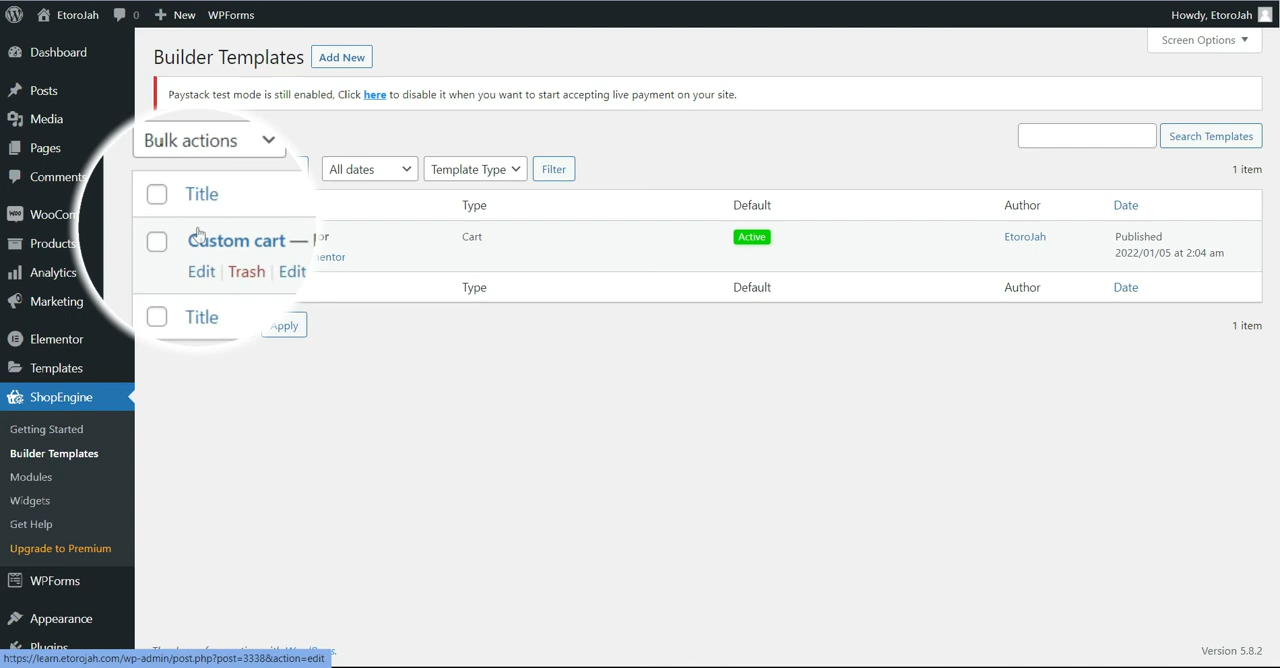 EtoroJah 0 New WPForms Howdy, EtoroJah
Screen Options
Dashboard
Posts
Media
Pages
Comments
WooCom
Products
Analytics
Marketing
Elementor
Templates
ShopEngine
Getting Started
Builder Templates
Modules
Widgets
Get Help
Upgrade to Premium
WPForms
Appearance
Plugins
Builder Templates Add New
Paystack test mode is still enabled, Click here to disable it when you want to start accepting live payment on your site.
Search Templates
Bulk actions All dates Template Type Filter 1 item
Title Type Default Author Date
Custom cart — Cart Active EtoroJah Published
2022/01/05 at 2:04 am
Edit | Trash | Edit
Title Type Default Author Date
Apply 1 item
Version 5.8.2
https://learn.etorojah.com/wp-admin/post.php?post=3338&action=edit